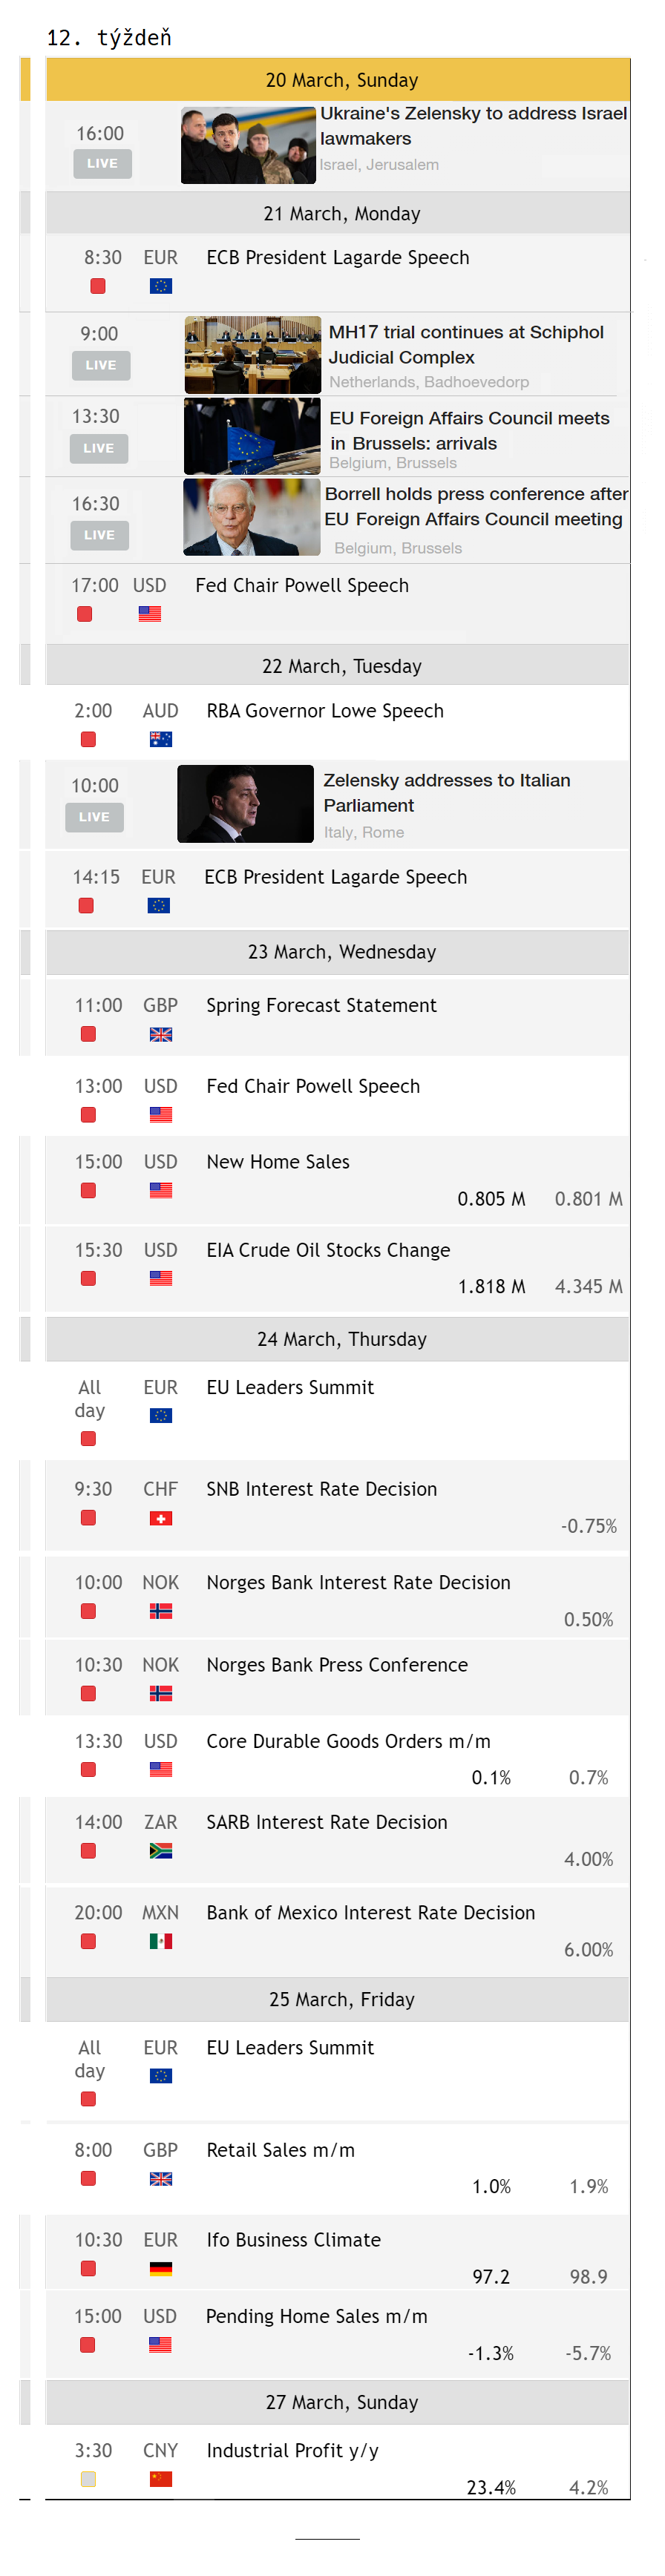 12. týždeň
20 March, Sunday
16:00
LIVE
Ukraine's Zelensky to address Israel
lawmakers
Israel, Jerusalem
21 March, Monday
8:30 EUR ECB President Lagarde Speech
9:00
LIVE
MH17 trial continues at Schiphol
Judicial Complex
Netherlands, Badhoevedorp
13:30
LIVE
EU Foreign Affairs Council meets
in Brussels: arrivals
Belgium, Brussels
16:30
LIVE
Borrell holds press conference after
EU Foreign Affairs Council meeting
Belgium, Brussels
17:00 USD Fed Chair Powell Speech
22 March, Tuesday
2:00 AUD RBA Governor Lowe Speech
10:00
LIVE
Zelensky addresses to Italian
Parliament
Italy, Rome
14:15 EUR ECB President Lagarde Speech
23 March, Wednesday
11:00 GBP Spring Forecast Statement
13:00 USD Fed Chair Powell Speech
15:00 USD New Home Sales
0.805 M 0.801 M
15:30 USD EIA Crude Oil Stocks Change
1.818 M 4.345 M
24 March, Thursday
All day EUR EU Leaders Summit
9:30 CHF SNB Interest Rate Decision
-0.75%
10:00 NOK Norges Bank Interest Rate Decision
0.50%
10:30 NOK Norges Bank Press Conference
13:30 USD Core Durable Goods Orders m/m
0.1% 0.7%
14:00 ZAR SARB Interest Rate Decision
4.00%
20:00 MXN Bank of Mexico Interest Rate Decision
6.00%
25 March, Friday
All day EUR EU Leaders Summit
8:00 GBP Retail Sales m/m
1.0% 1.9%
10:30 EUR Ifo Business Climate
97.2 98.9
15:00 USD Pending Home Sales m/m
-1.3% -5.7%
27 March, Sunday
3:30 CNY Industrial Profit y/y
23.4% 4.2%